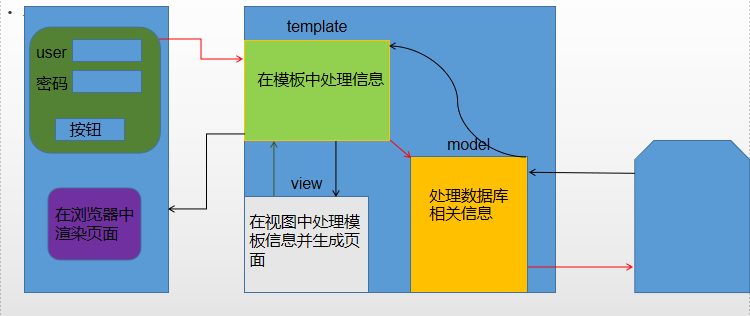 user
密码
按钮
在浏览器中
渲染页面
template
在模板中处理信息
view
在视图中处理模
板信息并生成页
面
model
处理数据库
相关信息